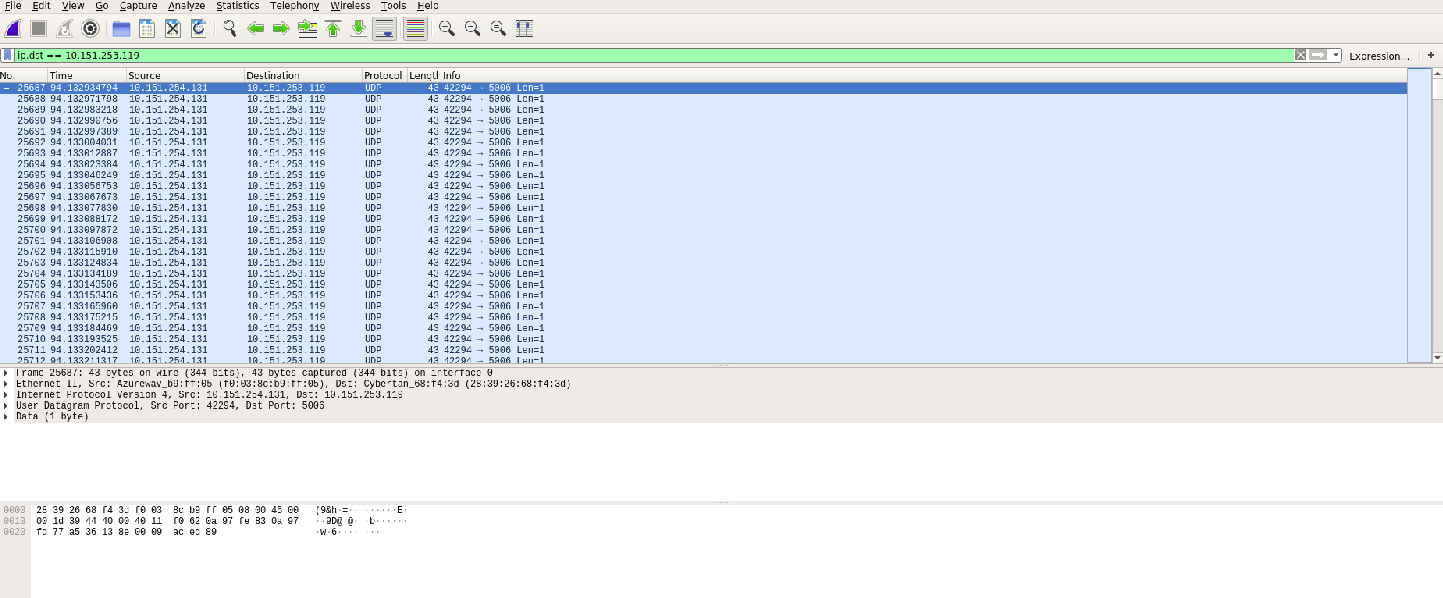 File Edit View Go Capture Analyze Statistics Telephony Wireless Tools Help
ip.dst == 10.151.253.119 Expression… +
No. Time Source Destination Protocol Length Info
25687 94.132934794 10.151.254.131 10.151.253.119 UDP 43 42294 → 5006 Len=1
25688 94.132971798 10.151.254.131 10.151.253.119 UDP 43 42294 → 5006 Len=1
25689 94.132983218 10.151.254.131 10.151.253.119 UDP 43 42294 → 5006 Len=1
25690 94.132990756 10.151.254.131 10.151.253.119 UDP 43 42294 → 5006 Len=1
25691 94.132997389 10.151.254.131 10.151.253.119 UDP 43 42294 → 5006 Len=1
25692 94.133004031 10.151.254.131 10.151.253.119 UDP 43 42294 → 5006 Len=1
25693 94.133012887 10.151.254.131 10.151.253.119 UDP 43 42294 → 5006 Len=1
25694 94.133023384 10.151.254.131 10.151.253.119 UDP 43 42294 → 5006 Len=1
25695 94.133046249 10.151.254.131 10.151.253.119 UDP 43 42294 → 5006 Len=1
25696 94.133056753 10.151.254.131 10.151.253.119 UDP 43 42294 → 5006 Len=1
25697 94.133067673 10.151.254.131 10.151.253.119 UDP 43 42294 → 5006 Len=1
25698 94.133077830 10.151.254.131 10.151.253.119 UDP 43 42294 → 5006 Len=1
25699 94.133088172 10.151.254.131 10.151.253.119 UDP 43 42294 → 5006 Len=1
25700 94.133097872 10.151.254.131 10.151.253.119 UDP 43 42294 → 5006 Len=1
25701 94.133106908 10.151.254.131 10.151.253.119 UDP 43 42294 → 5006 Len=1
25702 94.133115910 10.151.254.131 10.151.253.119 UDP 43 42294 → 5006 Len=1
25703 94.133124834 10.151.254.131 10.151.253.119 UDP 43 42294 → 5006 Len=1
25704 94.133134189 10.151.254.131 10.151.253.119 UDP 43 42294 → 5006 Len=1
25705 94.133143506 10.151.254.131 10.151.253.119 UDP 43 42294 → 5006 Len=1
25706 94.133153436 10.151.254.131 10.151.253.119 UDP 43 42294 → 5006 Len=1
25707 94.133165960 10.151.254.131 10.151.253.119 UDP 43 42294 → 5006 Len=1
25708 94.133175215 10.151.254.131 10.151.253.119 UDP 43 42294 → 5006 Len=1
25709 94.133184469 10.151.254.131 10.151.253.119 UDP 43 42294 → 5006 Len=1
25710 94.133193525 10.151.254.131 10.151.253.119 UDP 43 42294 → 5006 Len=1
25711 94.133202412 10.151.254.131 10.151.253.119 UDP 43 42294 → 5006 Len=1
25712 94.133211317 10.151.254.131 10.151.253.119 UDP 43 42294 → 5006 Len=1
Frame 25687: 43 bytes on wire (344 bits), 43 bytes captured (344 bits) on interface 0
Ethernet II, Src: Azurewav_b9:ff:05 (f0:03:8c:b9:ff:05), Dst: Cybertan_68:f4:3d (28:39:26:68:f4:3d)
Internet Protocol Version 4, Src: 10.151.254.131, Dst: 10.151.253.119
User Datagram Protocol, Src Port: 42294, Dst Port: 5006
Data (1 byte)
0000 28 39 26 68 f4 3d f0 03 8c b9 ff 05 08 00 45 00 (9&h·=·· ······E·
0010 00 1d 39 44 40 00 40 11 f0 62 0a 97 fe 83 0a 97 ··9D@·@· ·b······
0020 fd 77 a5 36 13 8e 00 09 ac ed 89 ·w·6···· ···